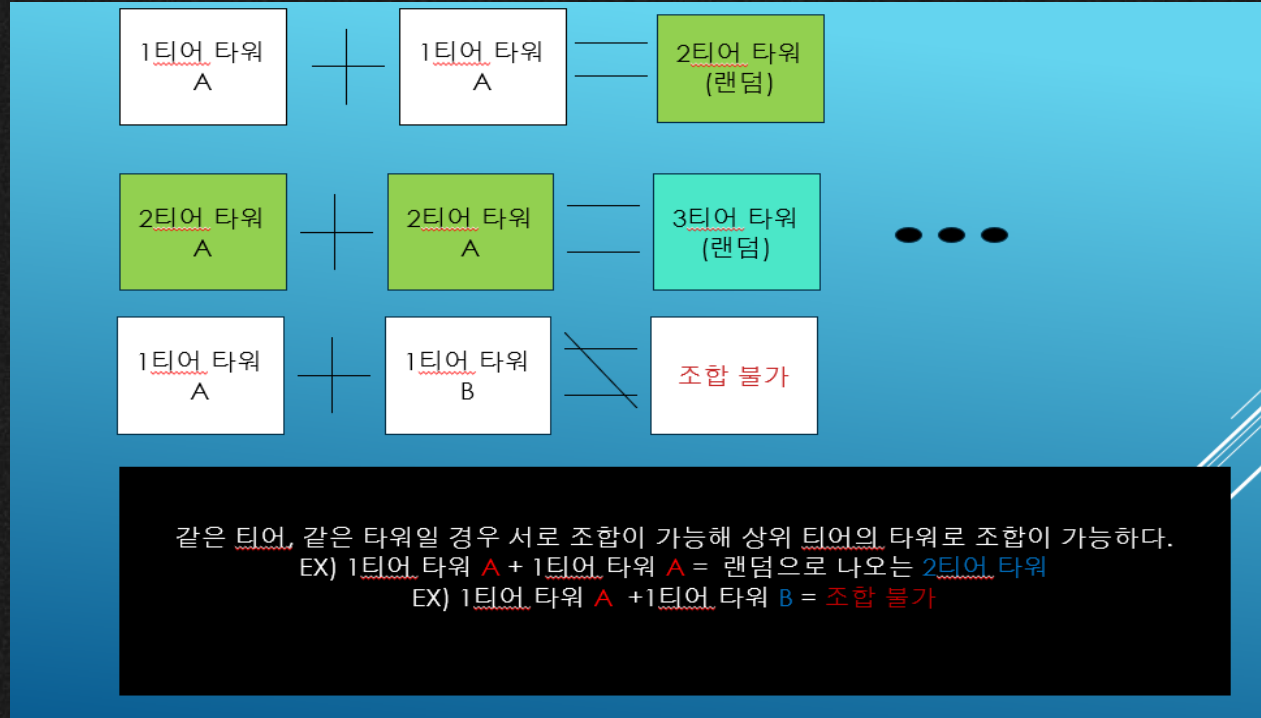 1티어 타워
A
1티어 타워
A
2티어 타워
(랜덤)
2티어 타워
A
2티어 타워
A
3티어 타워
(랜덤)
1티어 타워
A
1티어 타워
B
조합 불가
같은 티어, 같은 타워일 경우 서로 조합이 가능해 상위 티어의 타워로 조합이 가능하다.
EX) 1티어 타워 A + 1티어 타워 A = 랜덤으로 나오는 2티어 타워
EX) 1티어 타워 A +1티어 타워 B = 조합 불가